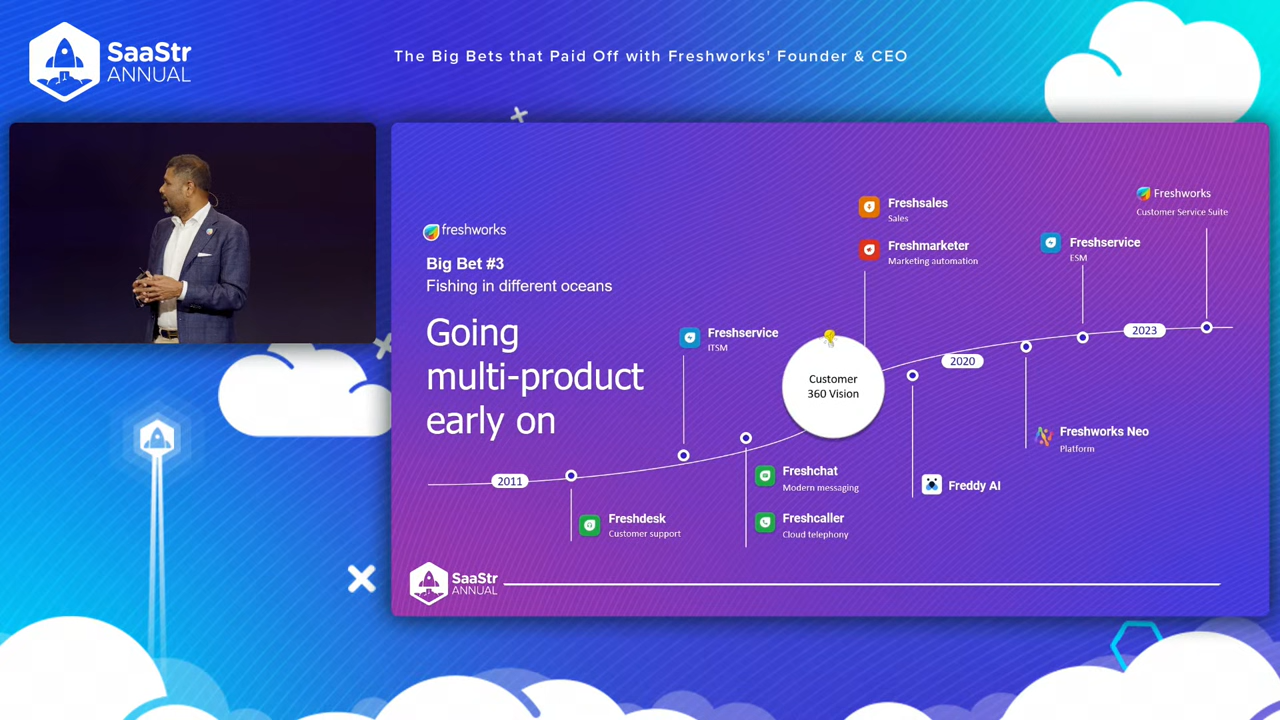 SaaStr
ANNUAL
The Big Bets that Paid Off with Freshworks' Founder & CEO
freshworks
Big Bet #3
Fishing in different oceans
Going
multi-product
early on
2011
Freshdesk
Customer support
Freshservice
ITSM
Freshchat
Modern messaging
Freshcaller
Cloud telephony
Customer
360 Vision
Freshsales
Sales
Freshmarketer
Marketing automation
Freddy AI
2020
Freshworks Neo
Platform
Freshservice
ESM
2023
Freshworks
Customer Service Suite
SaaStr
ANNUAL